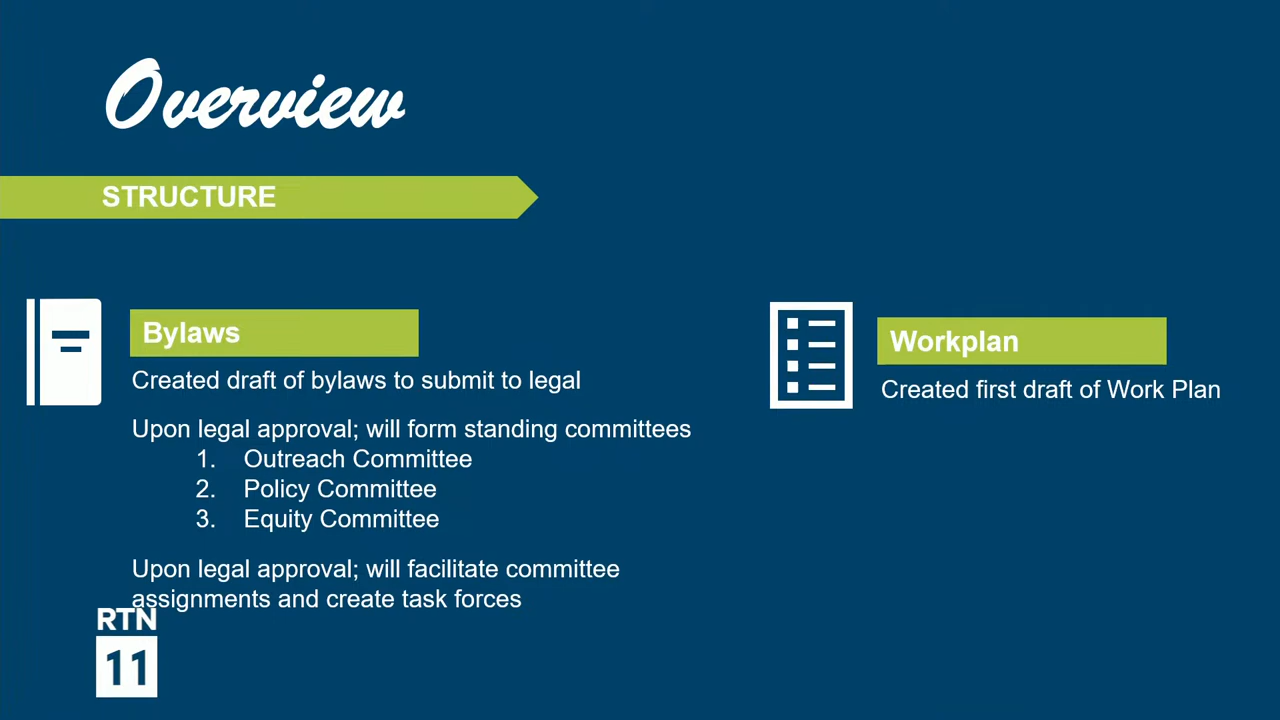 Overview
STRUCTURE
Bylaws
Created draft of bylaws to submit to legal
Upon legal approval; will form standing committees
1. Outreach Committee
2. Policy Committee
3. Equity Committee
Upon legal approval; will facilitate committee
assignments and create task forces
Workplan
Created first draft of Work Plan
RTN
11